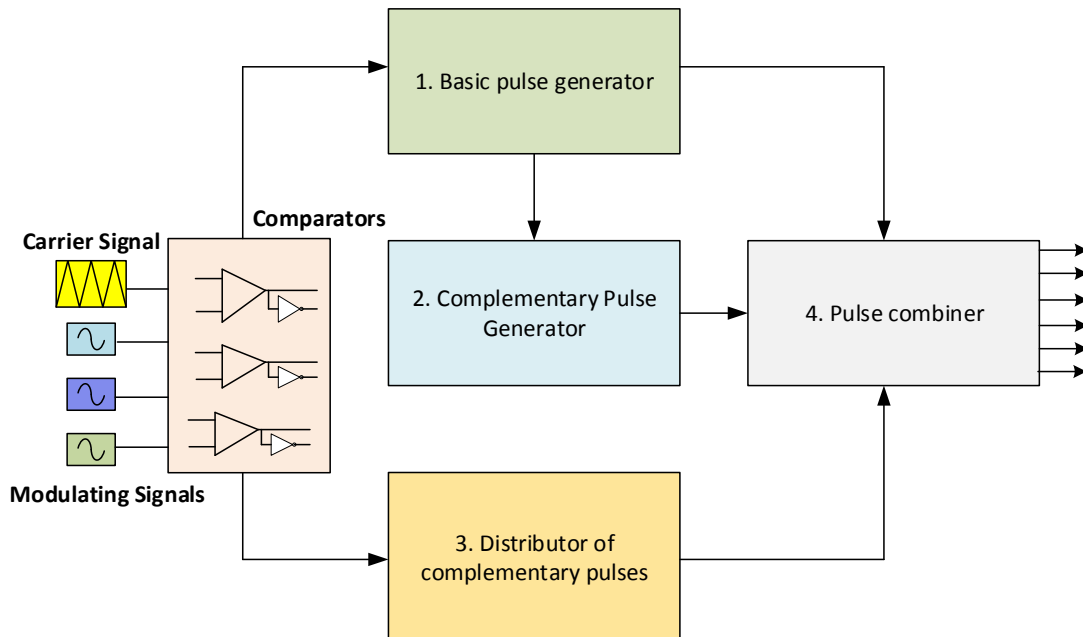 1. Basic pulse generator
Comparators
Carrier Signal
2. Complementary Pulse
Generator
4. Pulse combiner
Modulating Signals
3. Distributor of
complementary pulses